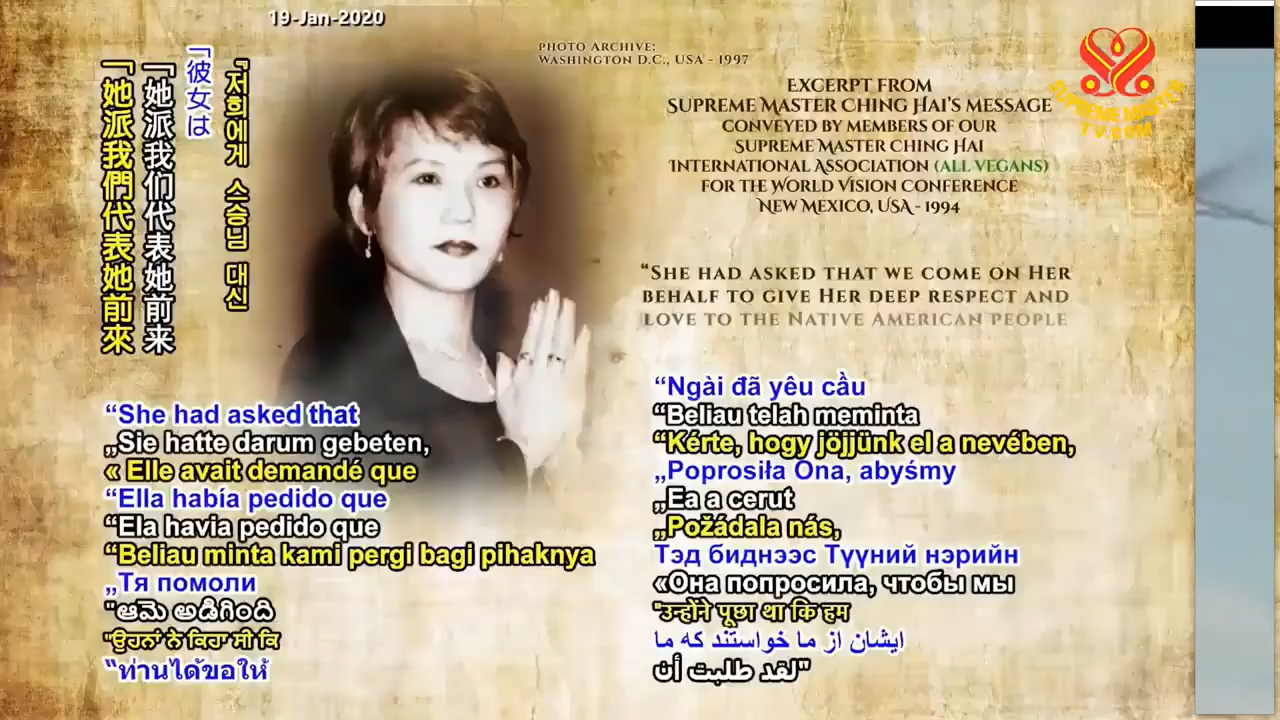 19-Jan-2020
PHOTO ARCHIVE:
WASHINGTON D.C., USA - 1997
EXCERPT FROM
SUPREME MASTER CHING HAI'S MESSAGE
CONVEYED BY MEMBERS OF OUR
SUPREME MASTER CHING HAI
INTERNATIONAL ASSOCIATION (ALL VEGANS)
FOR THE WORLD VISION CONFERENCE
NEW MEXICO, USA - 1994
SUPREME MASTER
TV.COM
“SHE HAD ASKED THAT WE COME ON HER
BEHALF TO GIVE HER DEEP RESPECT AND
LOVE TO THE NATIVE AMERICAN PEOPLE
『저희에게 스승님 대신
「彼女は
「她派我们代表她前来
「她派我們代表她前來
“She had asked that
„Sie hatte darum gebeten,
« Elle avait demandé que
“Ella había pedido que
“Ela havia pedido que
“Beliau minta kami pergi bagi pihaknya
„Тя помоли
"ఆమె అడిగింది
"ਉਹਨਾਂ ਨੇ ਕਿਹਾ ਸੀ ਕਿ
“ท่านได้ขอให้
“Ngài đã yêu cầu
“Beliau telah meminta
“Kérte, hogy jöjjünk el a nevében,
„Poprosiła Ona, abyśmy
„Ea a cerut
„Požádala nás,
Тэд биднээс Түүний нэрийн
«Она попросила, чтобы мы
"उन्होंने पूछा था कि हम
ایشان از ما خواستند که ما
"لقد طلبت أن